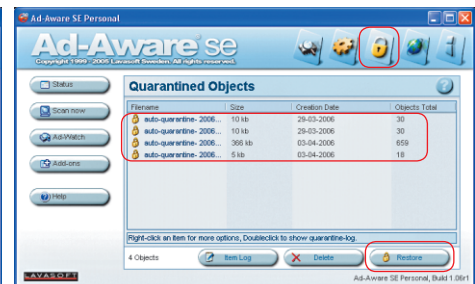 Ad-Aware SE Personal
Ad-Aware SE
Copyright 1999 - 2005 Lavasoft Sweden. All rights reserved.
Status
Scan now
Ad-Watch
Add-ons
Help
Quarantined Objects
Filename Size Creation Date Objects Total
auto-quarantine- 2006... 10 kb 29-03-2006 30
auto-quarantine- 2006... 10 kb 29-03-2006 30
auto-quarantine- 2006... 366 kb 03-04-2006 659
auto-quarantine- 2006... 5 kb 03-04-2006 18
Right-click an item for more options, Doubleclick to show quarantine-log.
4 Objects Item Log Delete Restore
LAVASOFT
Ad-Aware SE Personal, Build 1.06r1